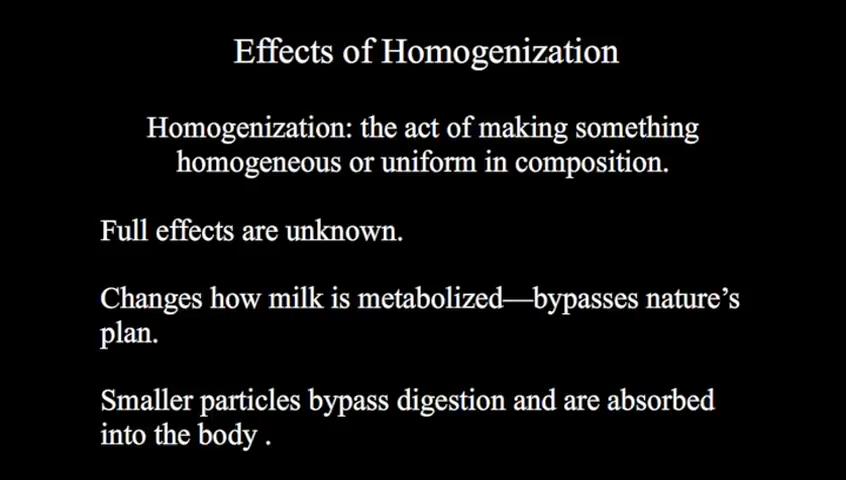 Effects of Homogenization
Homogenization: the act of making something
homogeneous or uniform in composition.
Full effects are unknown.
Changes how milk is metabolized—bypasses nature’s
plan.
Smaller particles bypass digestion and are absorbed
into the body .